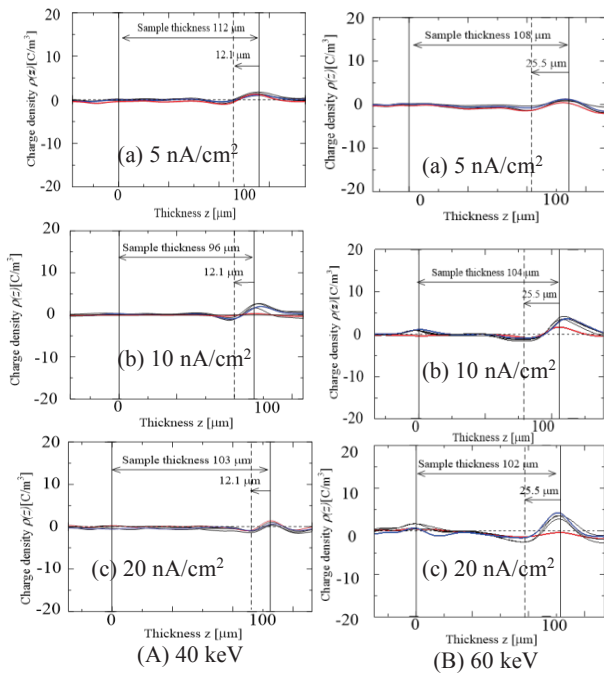 20
10
0
-10
-20
Charge density ρ(z)/[C/m³]
Sample thickness 112 μm
12.1 μm
(a) 5 nA/cm²
0
100
Thickness z [μm]
20
10
0
-10
-20
Charge density ρ(z)/[C/m³]
Sample thickness 108 μm
25.5 μm
(a) 5 nA/cm²
0
100
Thickness z [μm]
20
10
0
-10
-20
Charge density ρ(z)/[C/m³]
Sample thickness 96 μm
12.1 μm
(b) 10 nA/cm²
0
100
Thickness z [μm]
20
10
0
-10
-20
Charge density ρ(z)/[C/m³]
Sample thickness 104 μm
25.5 μm
(b) 10 nA/cm²
0
100
Thickness z [μm]
20
10
0
-10
-20
Charge density ρ(z)/[C/m³]
Sample thickness 103 μm
12.1 μm
(c) 20 nA/cm²
0
100
Thickness z [μm]
(A) 40 keV
20
10
0
-10
-20
Charge density ρ(z)/[C/m³]
Sample thickness 102 μm
25.5 μm
(c) 20 nA/cm²
0
100
Thickness z [μm]
(B) 60 keV